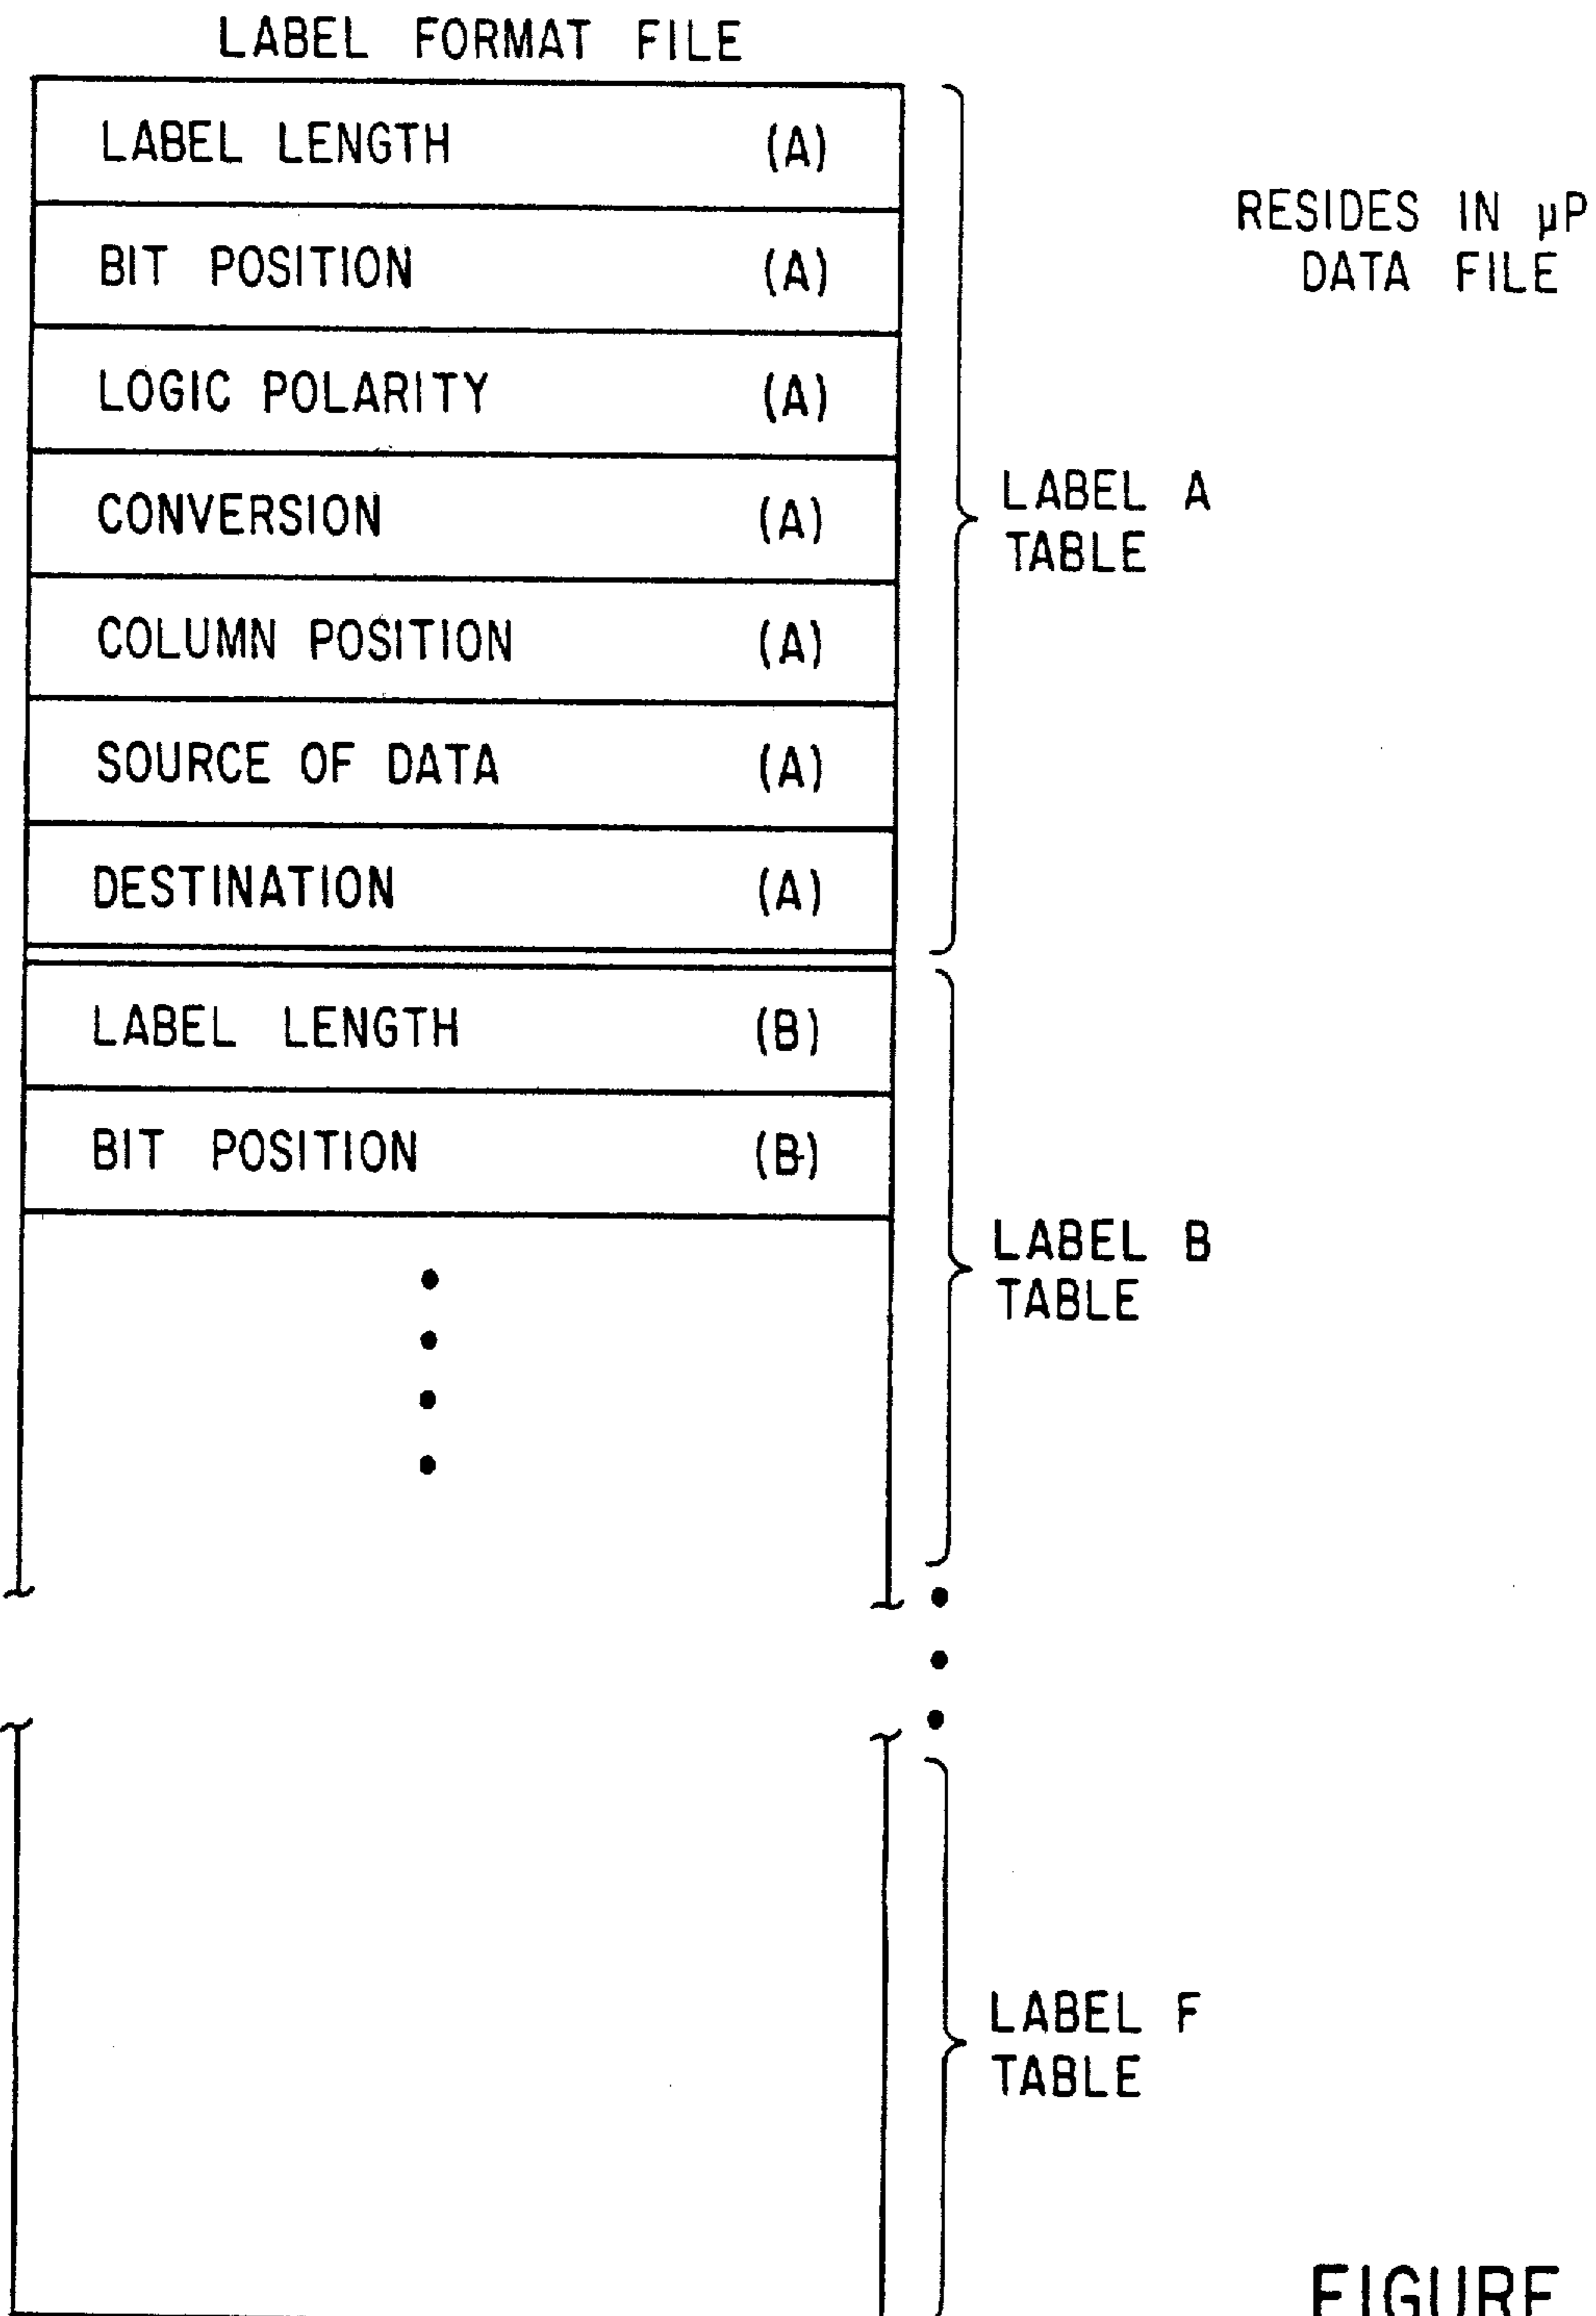 LABEL FORMAT FILE
LABEL LENGTH (A)
BIT POSITION (A)
LOGIC POLARITY (A)
CONVERSION (A)
COLUMN POSITION (A)
SOURCE OF DATA (A)
DESTINATION (A)
LABEL A
TABLE
RESIDES IN µP
DATA FILE
LABEL LENGTH (B)
BIT POSITION (B)
LABEL B
TABLE
LABEL F
TABLE
FIGURE